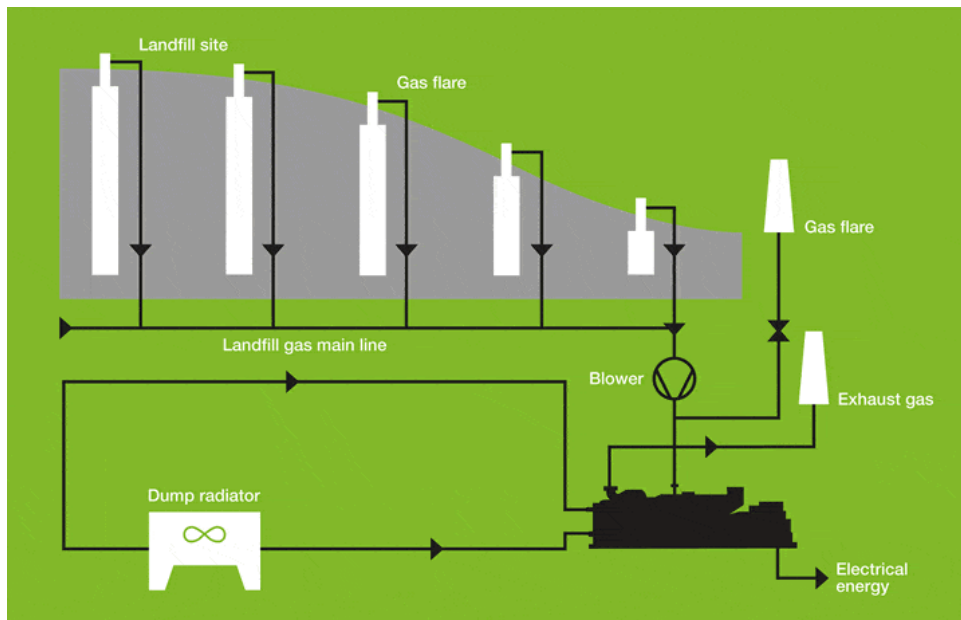 Landfill site
Gas flare
Gas flare
Landfill gas main line
Blower
Exhaust gas
Dump radiator
Electrical
energy